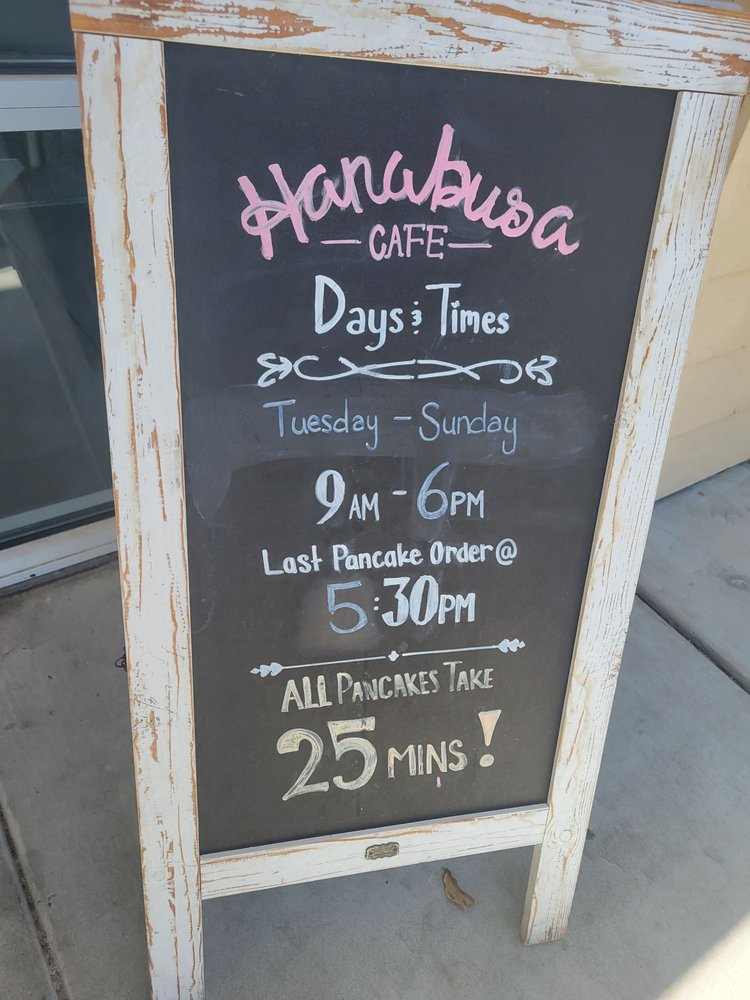 Hanabusa
CAFE
Days & Times
Tuesday - Sunday
9AM - 6PM
Last Pancake Order @
5:30PM
ALL PANCAKES TAKE
25 MINS!